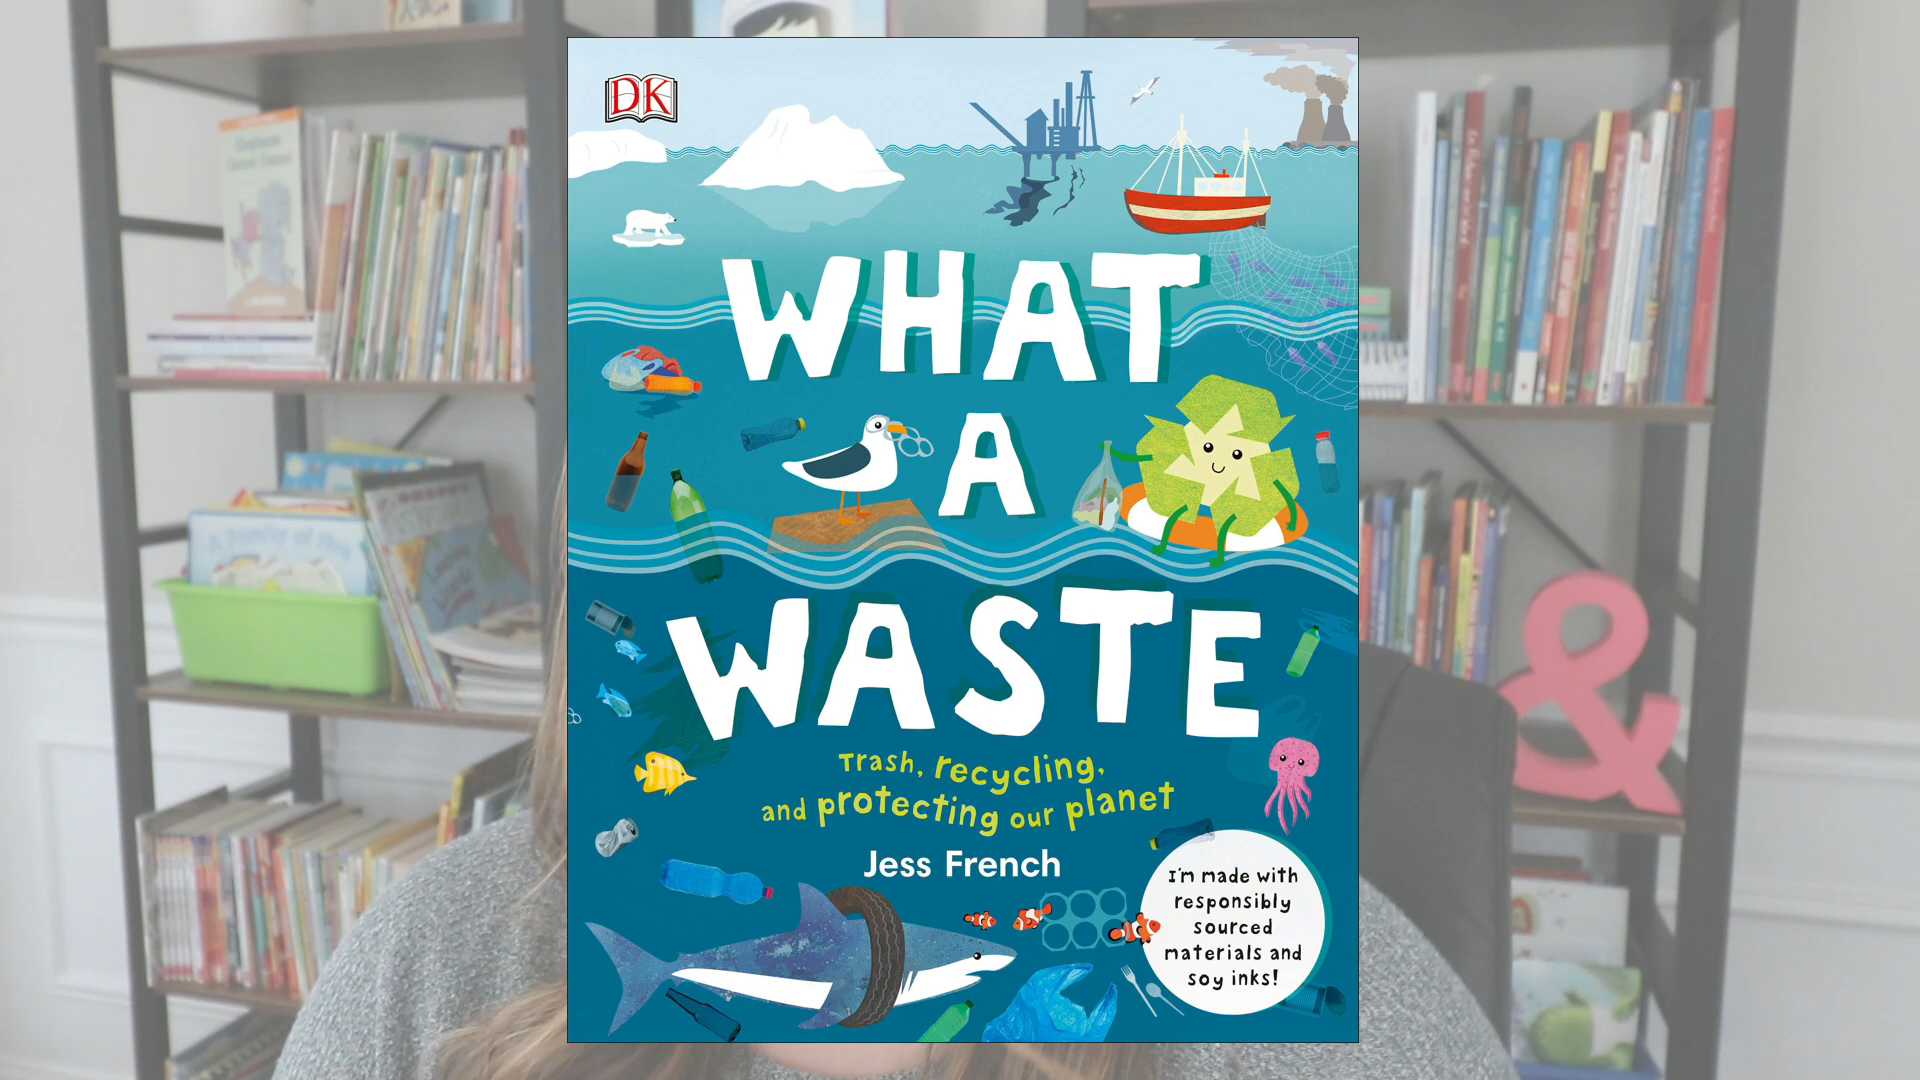 DK
WHAT
A
WASTE
Trash, recycling,
and protecting our planet
Jess French
I'm made with
responsibly
sourced
materials and
soy inks!